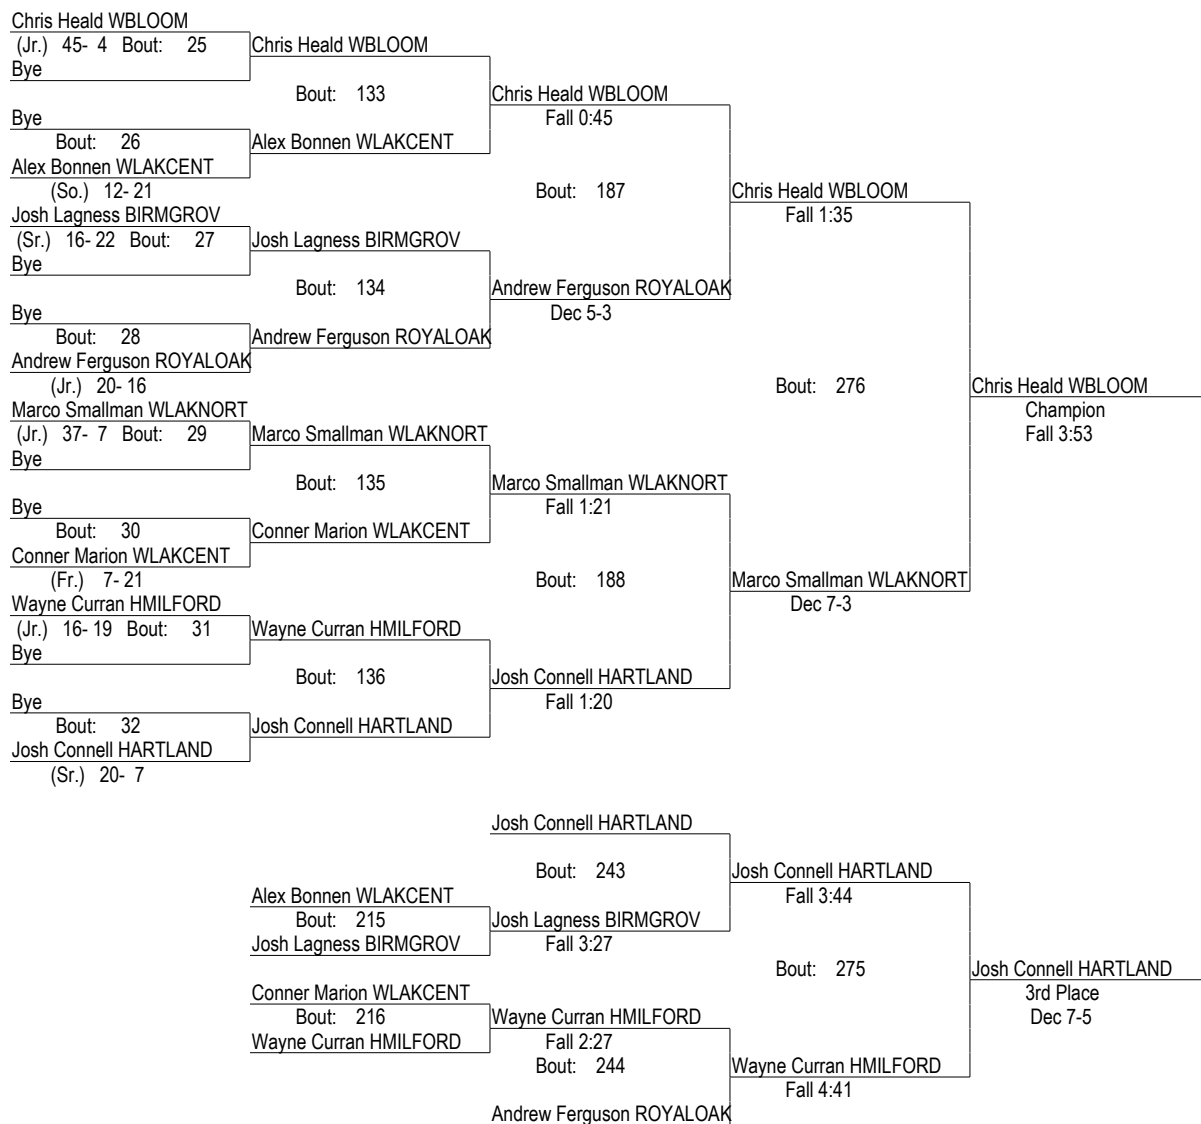 Chris Heald WBLOOM
(Jr.) 45- 4 Bout: 25 Chris Heald WBLOOM
Bye
Bout: 133 Chris Heald WBLOOM
Bye Fall 0:45
Bout: 26 Alex Bonnen WLAKCENT
Alex Bonnen WLAKCENT
(So.) 12- 21 Bout: 187 Chris Heald WBLOOM
Josh Lagness BIRMGROV Fall 1:35
(Sr.) 16- 22 Bout: 27 Josh Lagness BIRMGROV
Bye
Bout: 134 Andrew Ferguson ROYALOAK
Bye Dec 5-3
Bout: 28 Andrew Ferguson ROYALOAK
Andrew Ferguson ROYALOAK
(Jr.) 20- 16 Bout: 276 Chris Heald WBLOOM
Marco Smallman WLAKNORT Champion
(Jr.) 37- 7 Bout: 29 Marco Smallman WLAKNORT Fall 3:53
Bye
Bout: 135 Marco Smallman WLAKNORT
Bye Fall 1:21
Bout: 30 Conner Marion WLAKCENT
Conner Marion WLAKCENT
(Fr.) 7- 21 Bout: 188 Marco Smallman WLAKNORT
Wayne Curran HMILFORD Dec 7-3
(Jr.) 16- 19 Bout: 31 Wayne Curran HMILFORD
Bye
Bout: 136 Josh Connell HARTLAND
Bye Fall 1:20
Bout: 32 Josh Connell HARTLAND
Josh Connell HARTLAND
(Sr.) 20- 7
Josh Connell HARTLAND
Bout: 243 Josh Connell HARTLAND
Alex Bonnen WLAKCENT Fall 3:44
Bout: 215 Josh Lagness BIRMGROV
Josh Lagness BIRMGROV Fall 3:27
Bout: 275 Josh Connell HARTLAND
Conner Marion WLAKCENT 3rd Place
Bout: 216 Wayne Curran HMILFORD Dec 7-5
Wayne Curran HMILFORD Fall 2:27
Bout: 244 Wayne Curran HMILFORD
Fall 4:41
Andrew Ferguson ROYALOAK